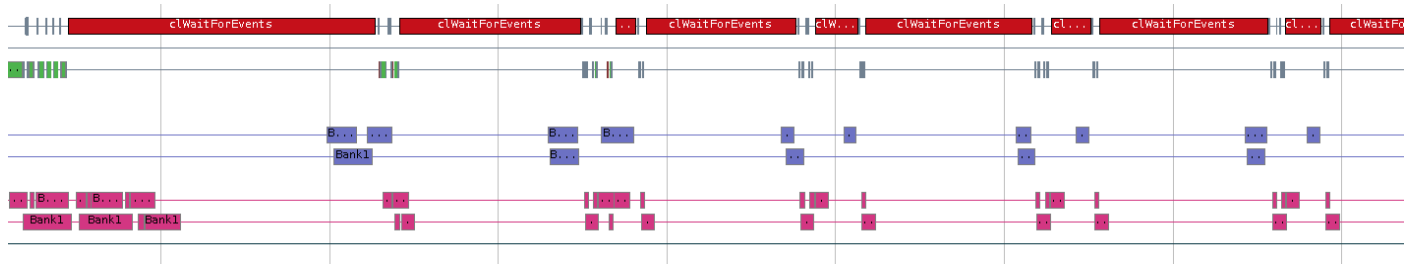 clWaitForEvents clWaitForEvents .. clWaitForEvents clW... clWaitForEvents cl... clWaitForEvents cl... clWaitFo
..
B... ... B... B... .. . .. . ... .
Bank1 B... .. .. ..
.. B... . B... ... . .. .... .. . . . .
Bank1 Bank1 Bank1 . . . . . .. .. . ..